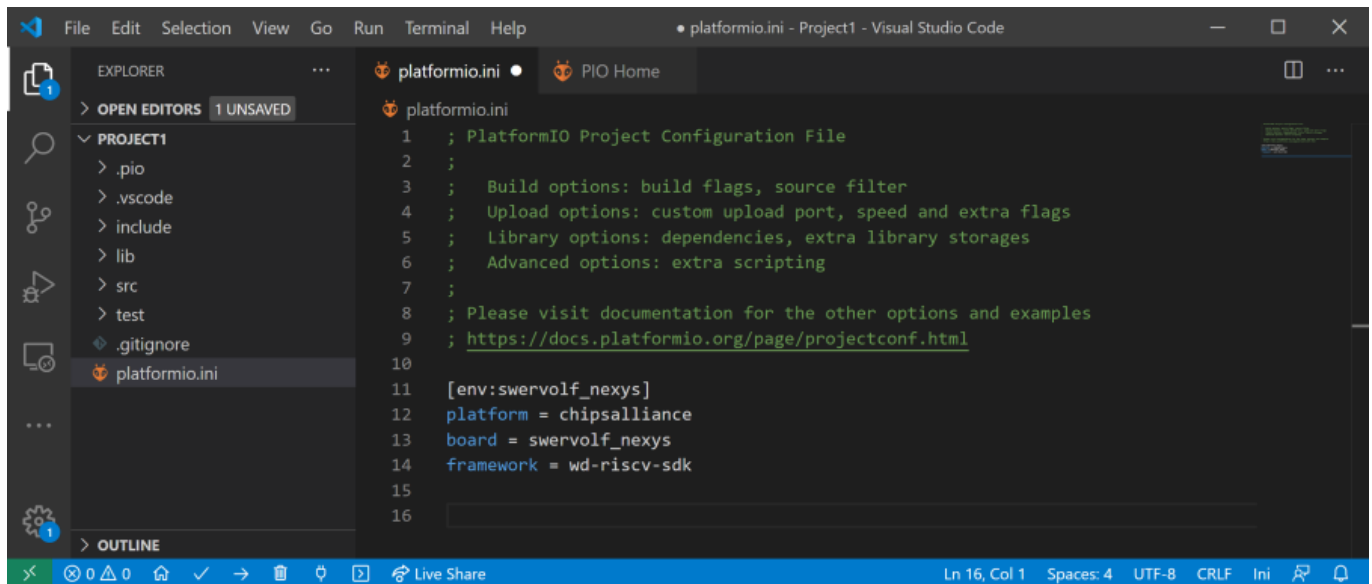 File Edit Selection View Go Run Terminal Help ● platformio.ini - Project1 - Visual Studio Code
EXPLORER
1
OPEN EDITORS 1 UNSAVED
PROJECT1
.pio
.vscode
include
lib
src
test
.gitignore
platformio.ini
1
OUTLINE
platformio.ini ● PIO Home
platformio.ini
1 ; PlatformIO Project Configuration File
2 ;
3 ; Build options: build flags, source filter
4 ; Upload options: custom upload port, speed and extra flags
5 ; Library options: dependencies, extra library storages
6 ; Advanced options: extra scripting
7 ;
8 ; Please visit documentation for the other options and examples
9 ; https://docs.platformio.org/page/projectconf.html
10
11 [env:swervolf_nexys]
12 platform = chipsalliance
13 board = swervolf_nexys
14 framework = wd-riscv-sdk
15
16
0 0 Live Share Ln 16, Col 1 Spaces: 4 UTF-8 CRLF Ini